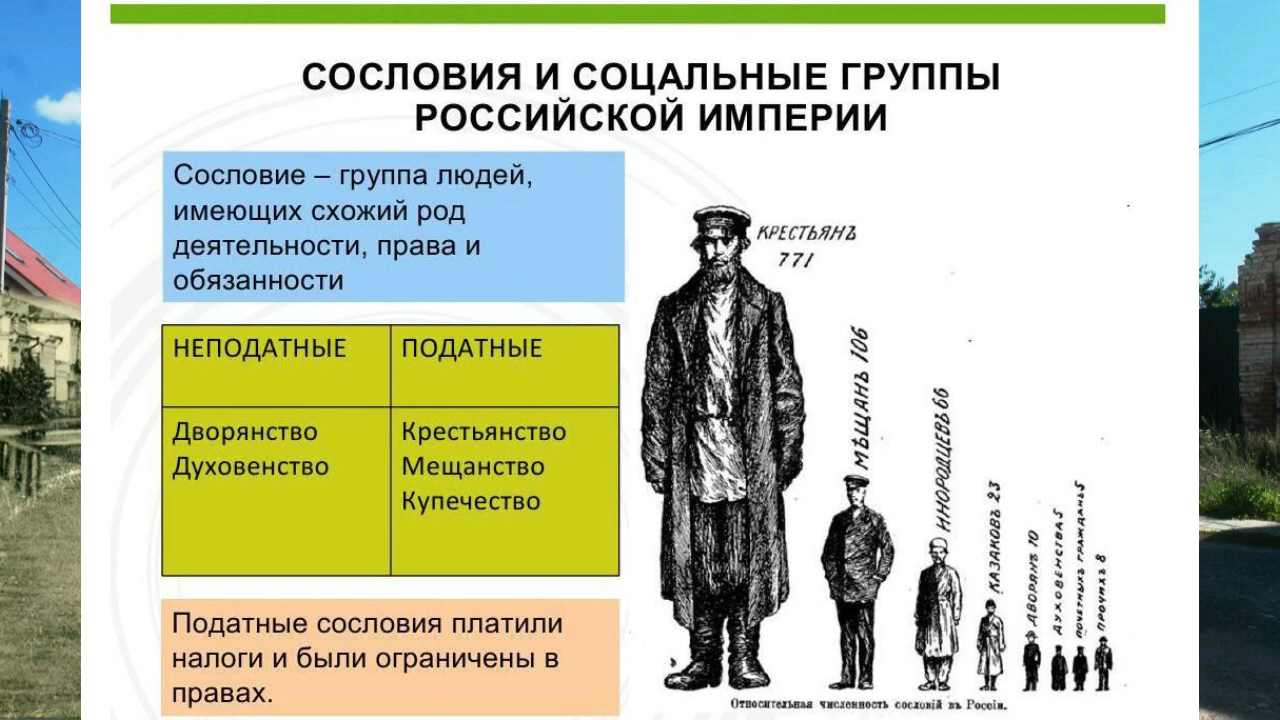 СОСЛОВИЯ И СОЦАЛЬНЫЕ ГРУППЫ
РОССИЙСКОЙ ИМПЕРИИ
Сословие – группа людей,
имеющих схожий род
деятельности, права и
обязанности
НЕПОДАТНЫЕ
ПОДАТНЫЕ
Дворянство
Духовенство
Крестьянство
Мещанство
Купечество
Податные сословия платили
налоги и были ограничены в
правах.
КРЕСТЬЯНЪ
771
МѢЩАНЪ 106
ИНОРОДЦЕВЪ 66
КАЗАКОВЪ 23
ДВОРЯНЪ 10
ДУХОВЕНСТВА 5
ПОЧЕТНЫХЪ ГРАЖДАНЪ 5
ПРОЧИХЪ 8
Относительная численность сословій въ Россіи.